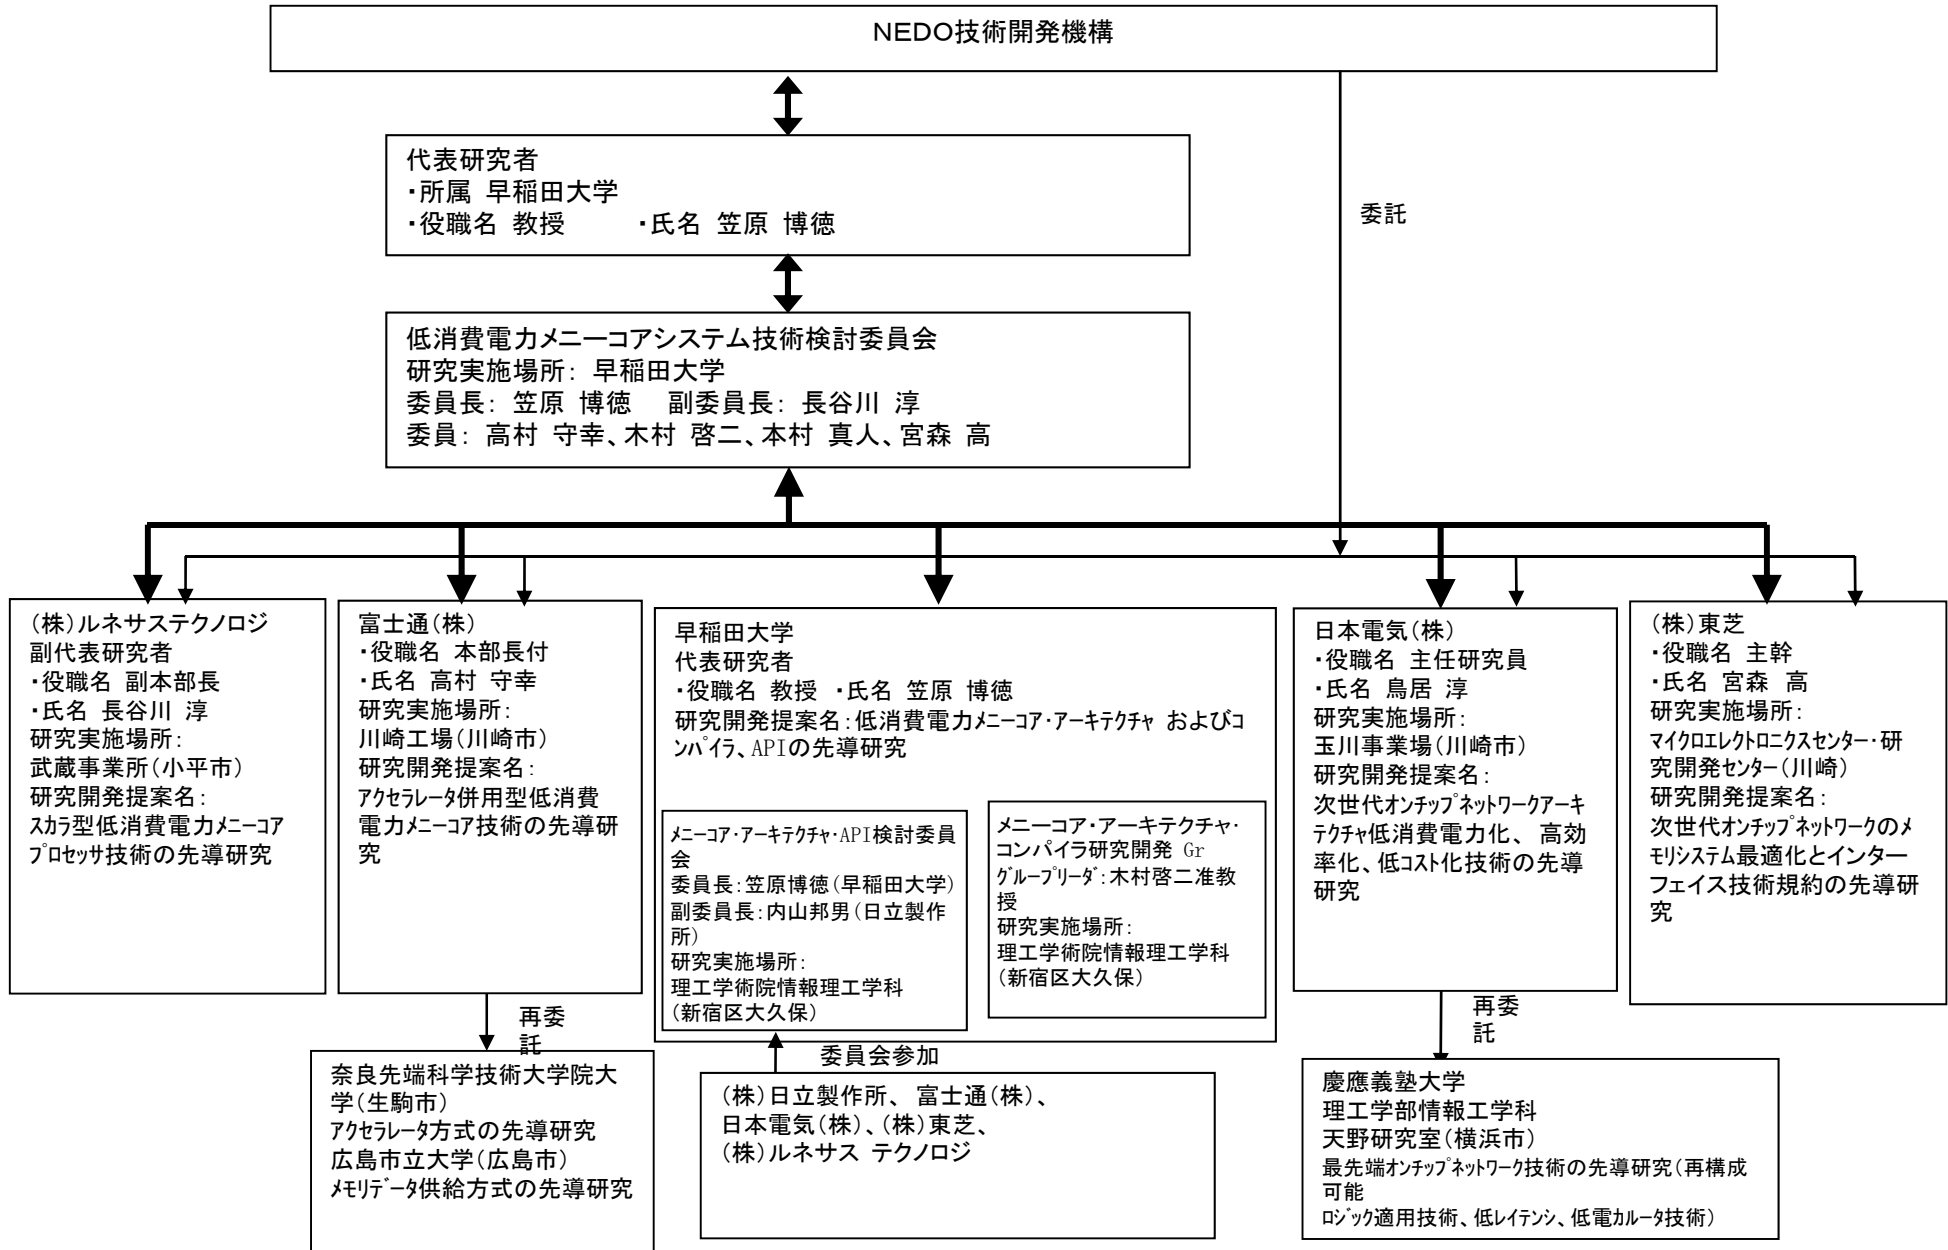 NEDO技術開発機構
代表研究者
・所属 早稲田大学
・役職名 教授 ・氏名 笠原 博徳
委託
低消費電力メニーコアシステム技術検討委員会
研究実施場所: 早稲田大学
委員長: 笠原 博徳 副委員長: 長谷川 淳
委員: 高村 守幸、木村 啓二、本村 真人、宮森 高
(株)ルネサステクノロジ
副代表研究者
・役職名 副本部長
・氏名 長谷川 淳
研究実施場所:
武蔵事業所(小平市)
研究開発提案名:
スカラ型低消費電力メニーコア
プロセッサ技術の先導研究
富士通(株)
・役職名 本部長付
・氏名 高村 守幸
研究実施場所:
川崎工場(川崎市)
研究開発提案名:
アクセラレータ併用型低消費
電力メニーコア技術の先導研
究
早稲田大学
代表研究者
・役職名 教授 ・氏名 笠原 博徳
研究開発提案名:低消費電力メニーコア・アーキテクチャ およびコ
ンパイラ、APIの先導研究
メニーコア・アーキテクチャ・API検討委員
会
委員長:笠原博徳(早稲田大学)
副委員長:内山邦男(日立製作
所)
研究実施場所:
理工学術院情報理工学科
(新宿区大久保)
メニーコア・アーキテクチャ・
コンパイラ研究開発 Gr
グループリーダ:木村啓二准教
授
研究実施場所:
理工学術院情報理工学科
(新宿区大久保)
日本電気(株)
・役職名 主任研究員
・氏名 鳥居 淳
研究実施場所:
玉川事業場(川崎市)
研究開発提案名:
次世代オンチップネットワークアーキ
テクチャ低消費電力化、 高効
率化、低コスト化技術の先導
研究
(株)東芝
・役職名 主幹
・氏名 宮森 高
研究実施場所:
マイクロエレクトロニクスセンター・研
究開発センター(川崎)
研究開発提案名:
次世代オンチップネットワークのメ
モリシステム最適化とインター
フェイス技術規約の先導研
究
再委
託
奈良先端科学技術大学院大
学(生駒市)
アクセラレータ方式の先導研究
広島市立大学(広島市)
メモリデータ供給方式の先導研究
委員会参加
(株)日立製作所、 富士通(株)、
日本電気(株)、(株)東芝、
(株)ルネサス テクノロジ
再委
託
慶應義塾大学
理工学部情報工学科
天野研究室(横浜市)
最先端オンチップネットワーク技術の先導研究(再構成
可能
ロジック適用技術、低レイテンシ、低電力ルータ技術)